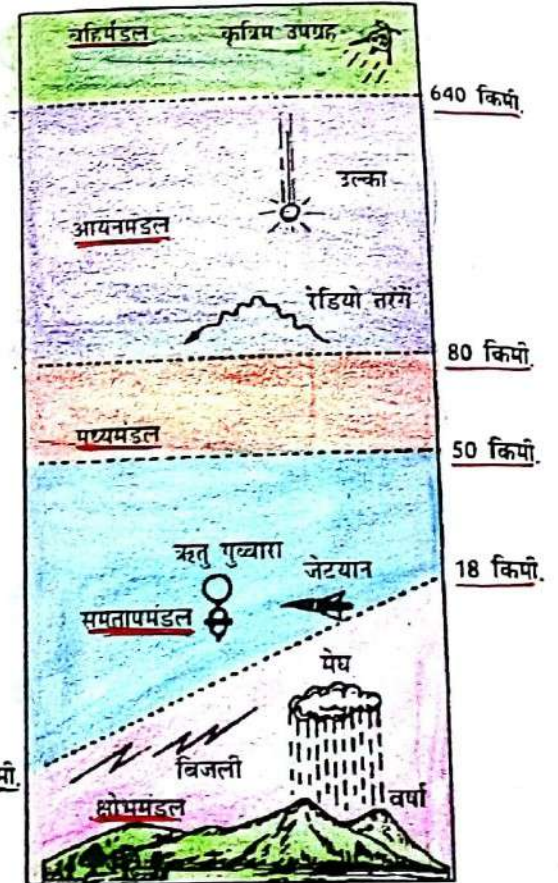 बहिर्मंडल कृत्रिम उपग्रह
640 किमी.
उल्का
आयनमंडल
रेडियो तरंगें
80 किमी.
मध्यमंडल
50 किमी.
ऋतु गुब्बारा
जेटयान
18 किमी.
समतापमंडल
मेघ
बिजली
वर्षा
क्षोभमंडल